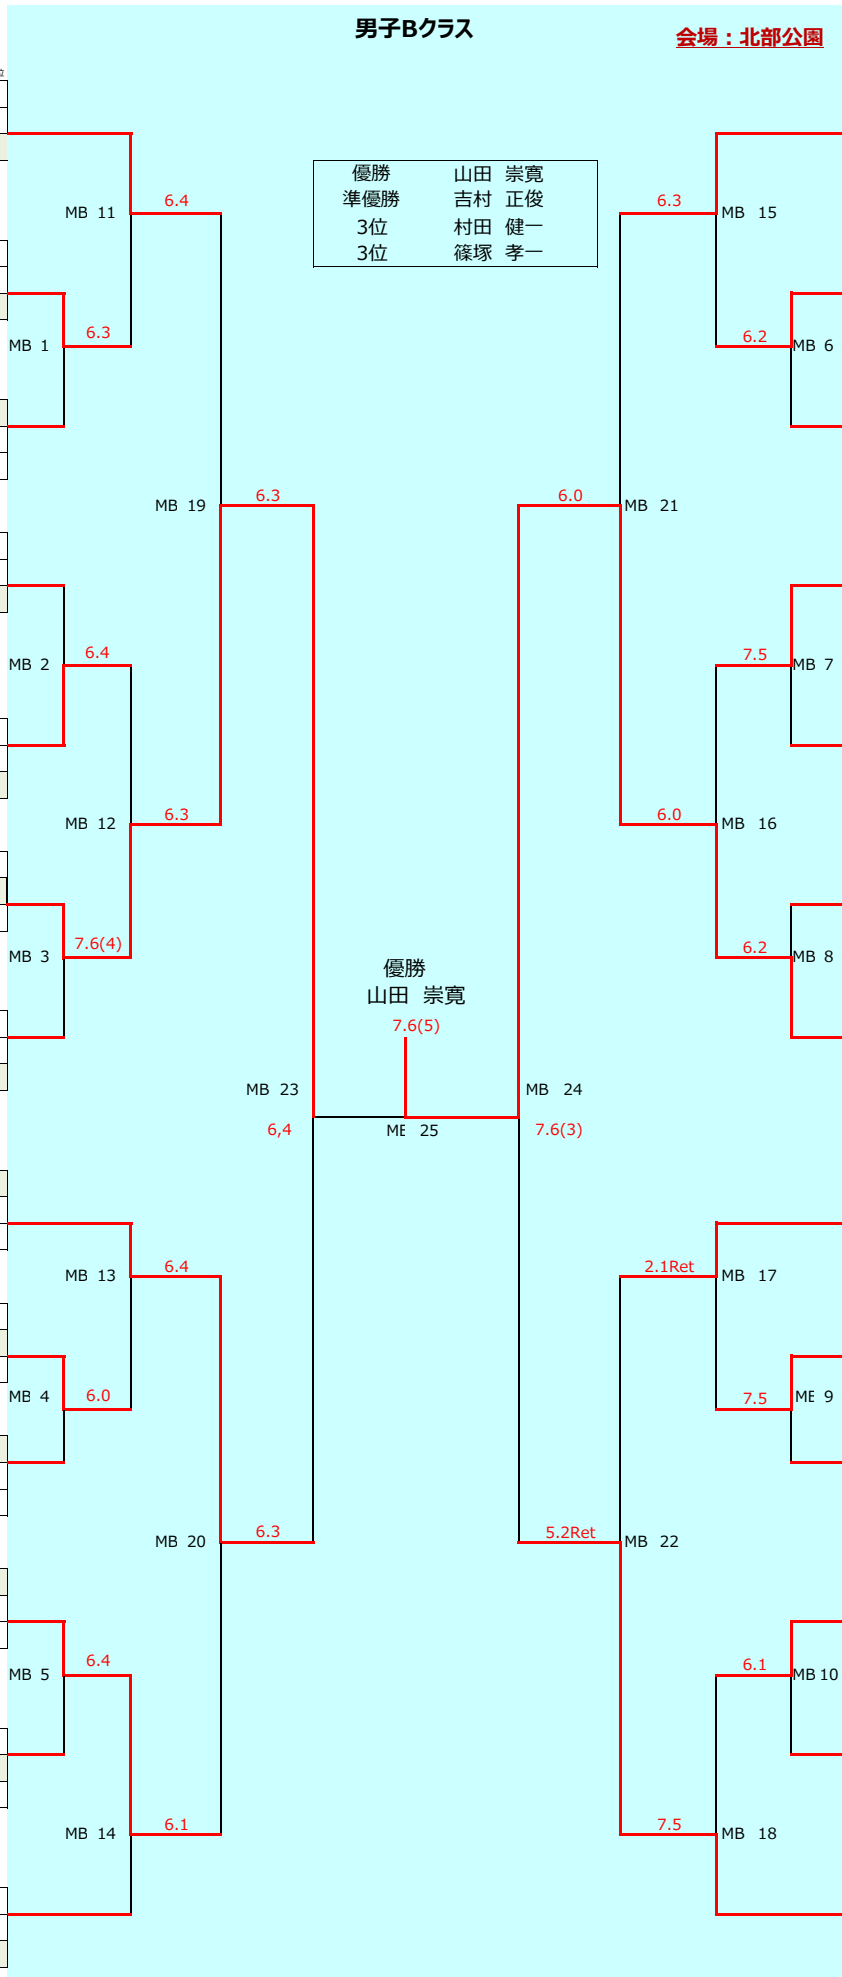 男子Bクラス
会場：北部公園
位
優勝 山田 崇寛
準優勝 吉村 正俊
3位 村田 健一
3位 篠塚 孝一
MB 11 6.4 6.3 MB 15
MB 1 6.3 6.2 MB 6
MB 19 6.3 6.0 MB 21
MB 2 6.4 7.5 MB 7
MB 12 6.3 6.0 MB 16
MB 3 7.6(4) 6.2 MB 8
優勝
山田 崇寛
7.6(5)
MB 23 MB 24
6,4 MB 25 7.6(3)
MB 13 6.4 2.1Ret MB 17
MB 4 6.0 7.5 MB 9
MB 20 6.3 5.2Ret MB 22
MB 5 6.4 6.1 MB 10
MB 14 6.1 7.5 MB 18